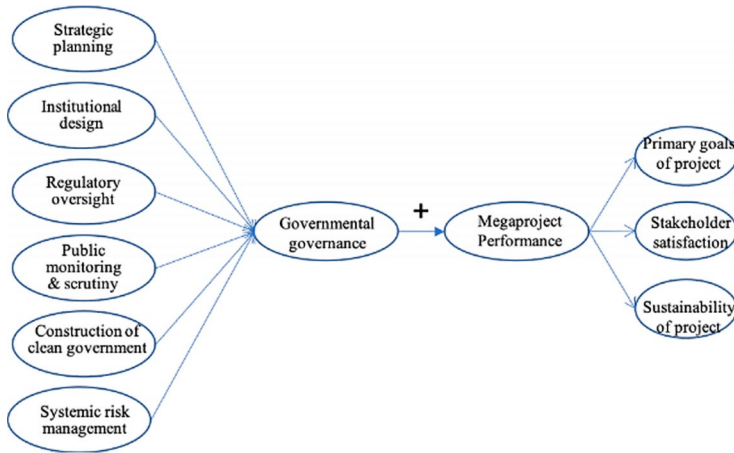 Strategic
planning
Institutional
design
Regulatory
oversight
Public
monitoring
& scrutiny
Construction of
clean government
Systemic risk
management
Governmental
governance
+
Megaproject
Performance
Primary goals
of project
Stakeholder
satisfaction
Sustainability
of project